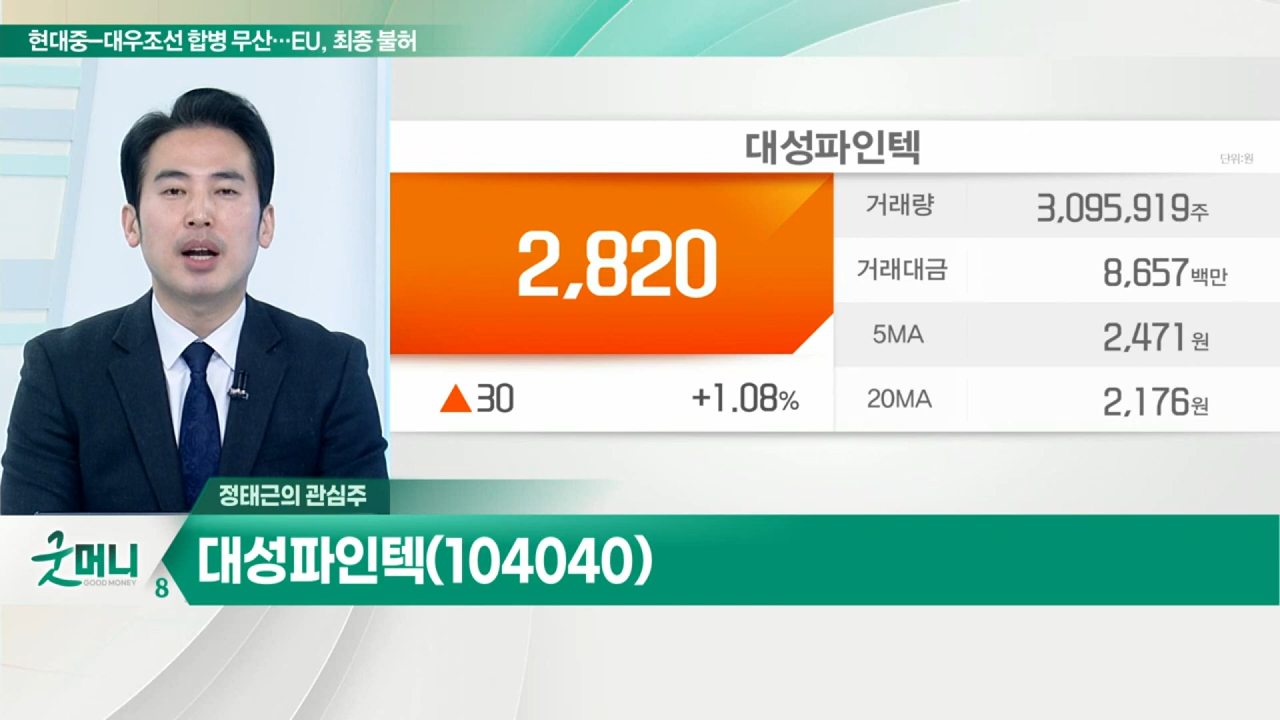 현대중-대우조선 합병 무산…EU, 최종 불허
대성파인텍
단위:원
2,820
▲30 +1.08%
거래량 3,095,919주
거래대금 8,657백만
5MA 2,471원
20MA 2,176원
정태근의 관심주
굿머니
GOOD MONEY
8
대성파인텍(104040)